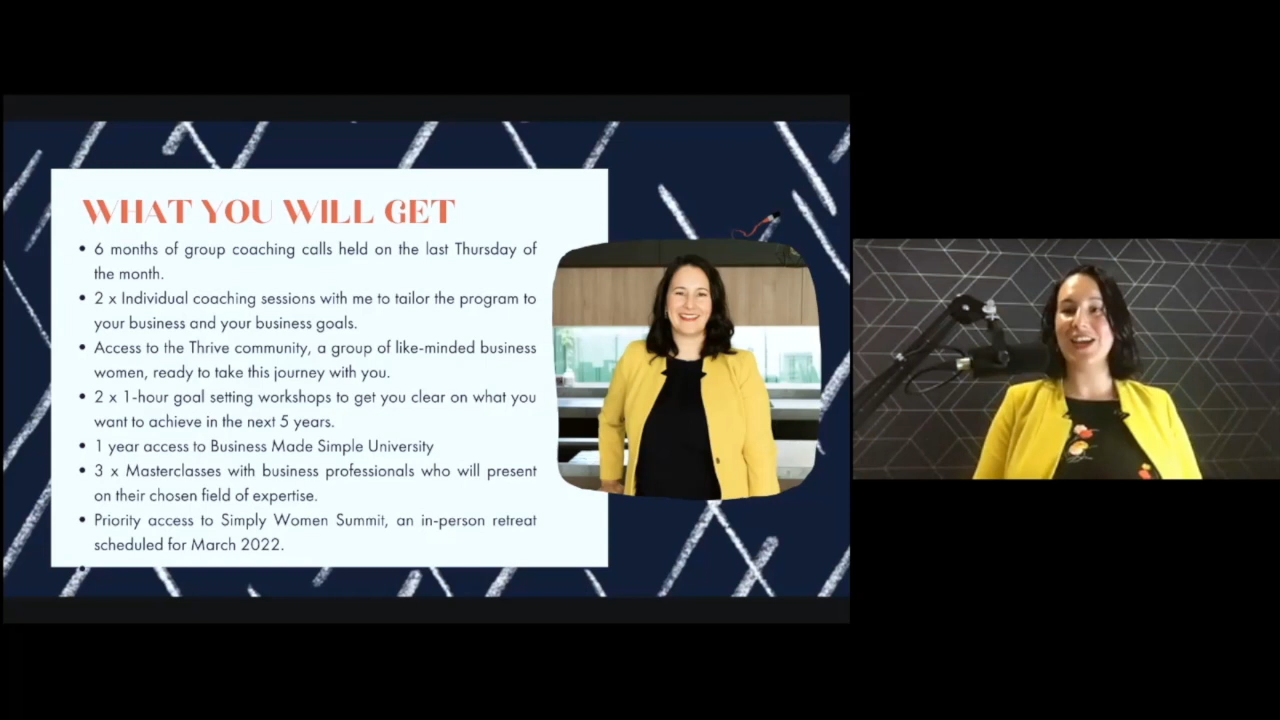 WHAT YOU WILL GET
• 6 months of group coaching calls held on the last Thursday of
the month.
• 2 x Individual coaching sessions with me to tailor the program to
your business and your business goals.
• Access to the Thrive community, a group of like-minded business
women, ready to take this journey with you.
• 2 x 1-hour goal setting workshops to get you clear on what you
want to achieve in the next 5 years.
• 1 year access to Business Made Simple University
• 3 x Masterclasses with business professionals who will present
on their chosen field of expertise.
• Priority access to Simply Women Summit, an in-person retreat
scheduled for March 2022.